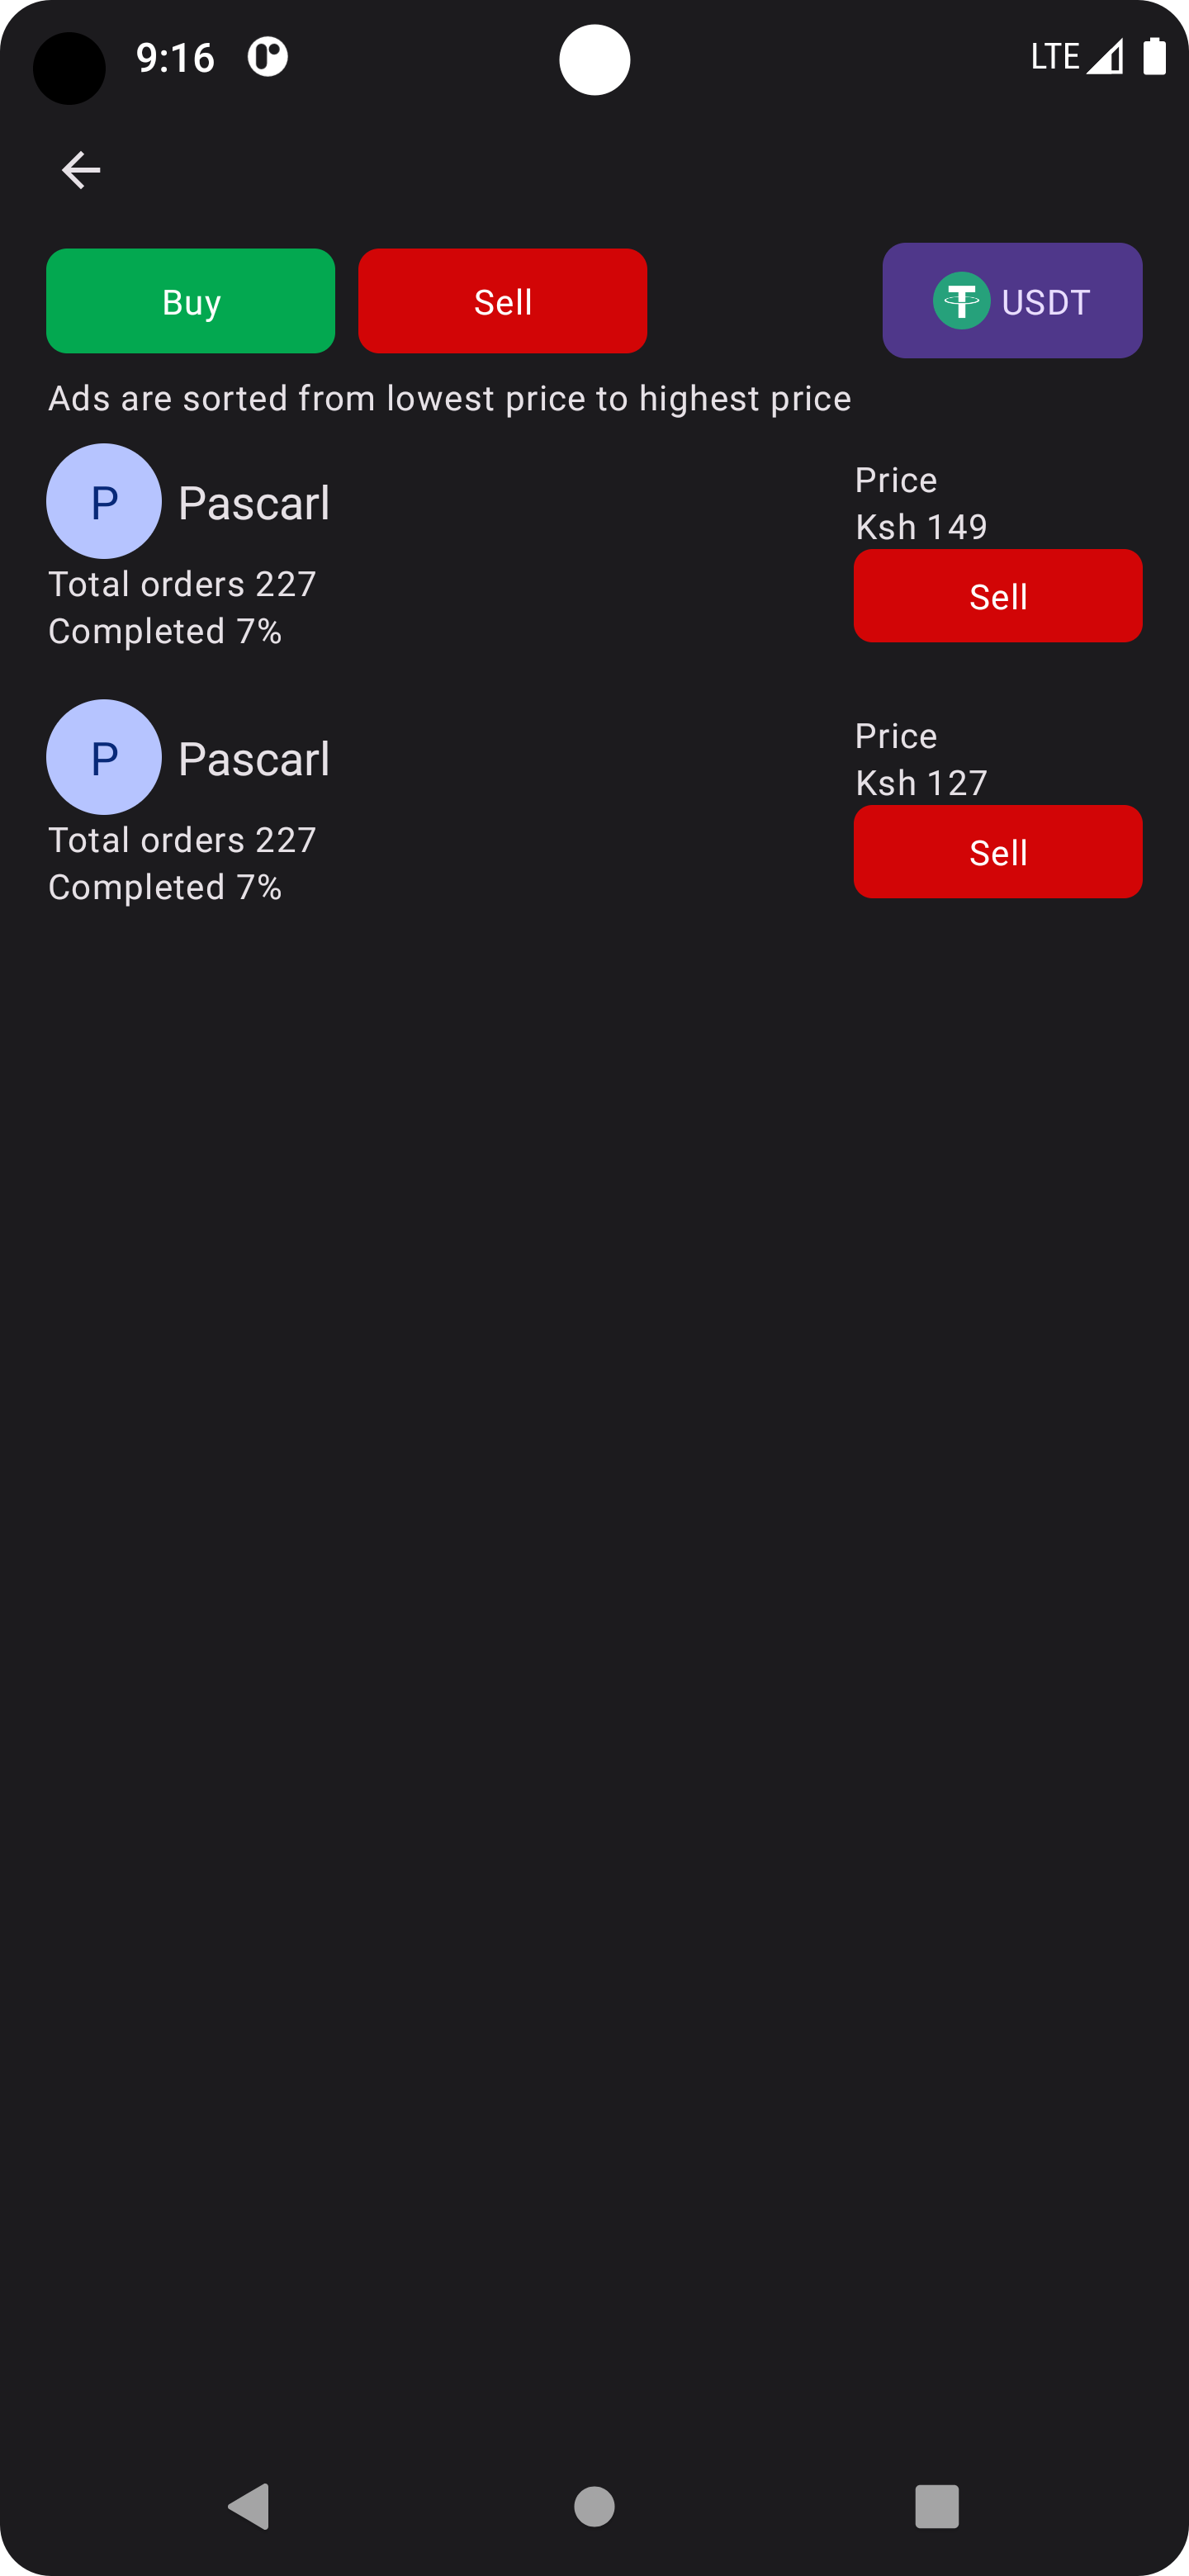 9:16
LTE
Buy
Sell
USDT
Ads are sorted from lowest price to highest price
P
Pascarl
Total orders 227
Completed 7%
Price
Ksh 149
Sell
P
Pascarl
Total orders 227
Completed 7%
Price
Ksh 127
Sell